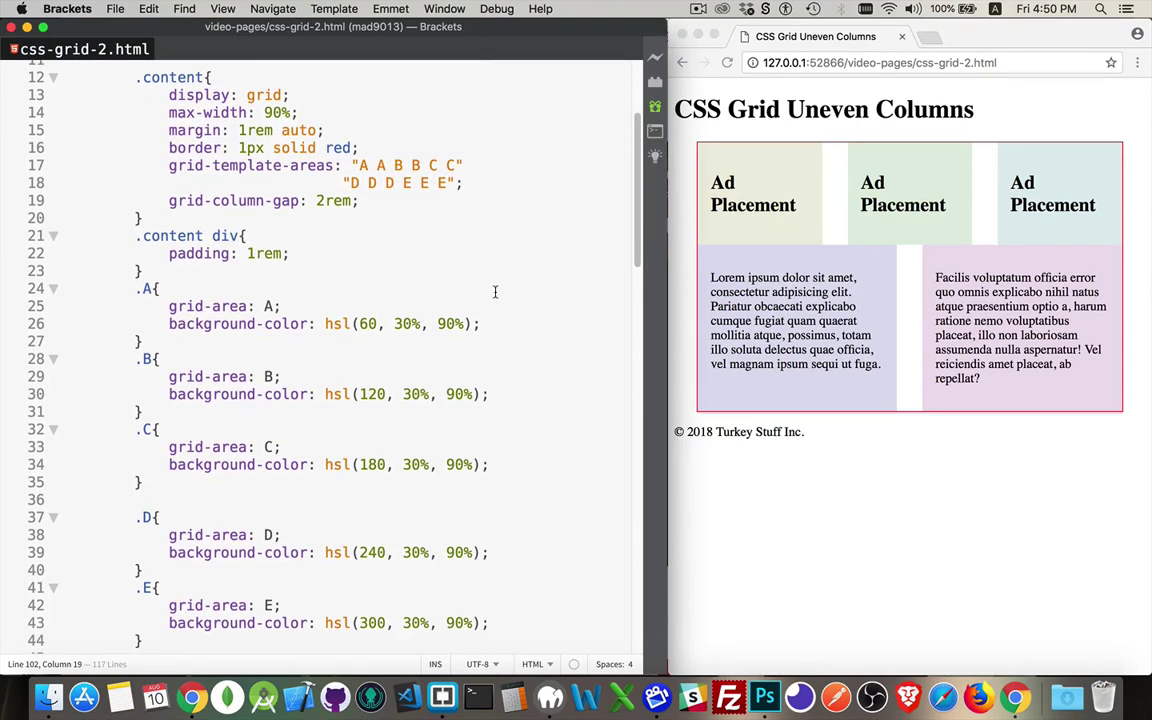 Brackets File Edit Find View Navigate Template Emmet Window Debug Help
100% A Fri 4:50 PM
video-pages/css-grid-2.html (mad9013) — Brackets
css-grid-2.html
12 .content{
13 display: grid;
14 max-width: 90%;
15 margin: 1rem auto;
16 border: 1px solid red;
17 grid-template-areas: "A A B B C C"
18 "D D D E E E";
19 grid-column-gap: 2rem;
20 }
21 .content div{
22 padding: 1rem;
23 }
24 .A{
25 grid-area: A;
26 background-color: hsl(60, 30%, 90%);
27 }
28 .B{
29 grid-area: B;
30 background-color: hsl(120, 30%, 90%);
31 }
32 .C{
33 grid-area: C;
34 background-color: hsl(180, 30%, 90%);
35 }
36
37 .D{
38 grid-area: D;
39 background-color: hsl(240, 30%, 90%);
40 }
41 .E{
42 grid-area: E;
43 background-color: hsl(300, 30%, 90%);
44 }
Line 102, Column 19 — 117 Lines
INS UTF-8 HTML Spaces: 4
CSS Grid Uneven Columns
127.0.0.1:52866/video-pages/css-grid-2.html
CSS Grid Uneven Columns
Ad
Placement
Ad
Placement
Ad
Placement
Lorem ipsum dolor sit amet,
consectetur adipisicing elit.
Pariatur obcaecati explicabo
cumque fugiat quam quaerat
mollitia atque, possimus, totam
illo soluta delectus quae officia,
vel magnam ipsum sequi ut fuga.
Facilis voluptatum officia error
quo omnis explicabo nihil natus
atque praesentium optio a, harum
ratione nemo voluptatibus
placeat, illo non laboriosam
assumenda nulla aspernatur! Vel
reiciendis amet placeat, ab
repellat?
© 2018 Turkey Stuff Inc.
AUG
10
Fz
Ps